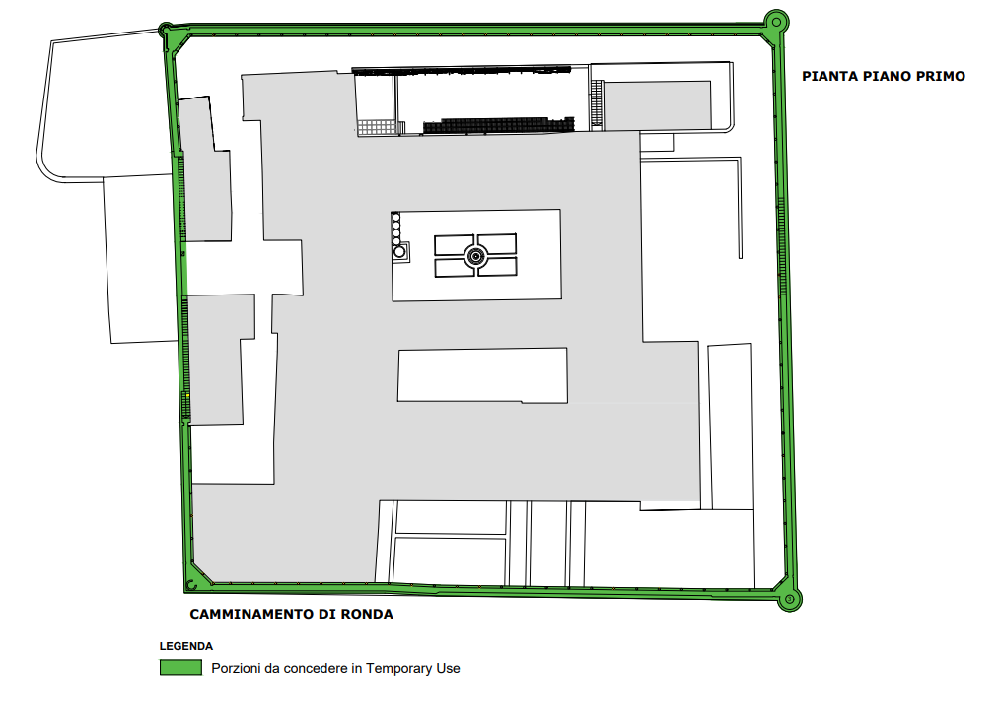 PIANTA PIANO PRIMO
CAMMINAMENTO DI RONDA
LEGENDA
Porzioni da concedere in Temporary Use